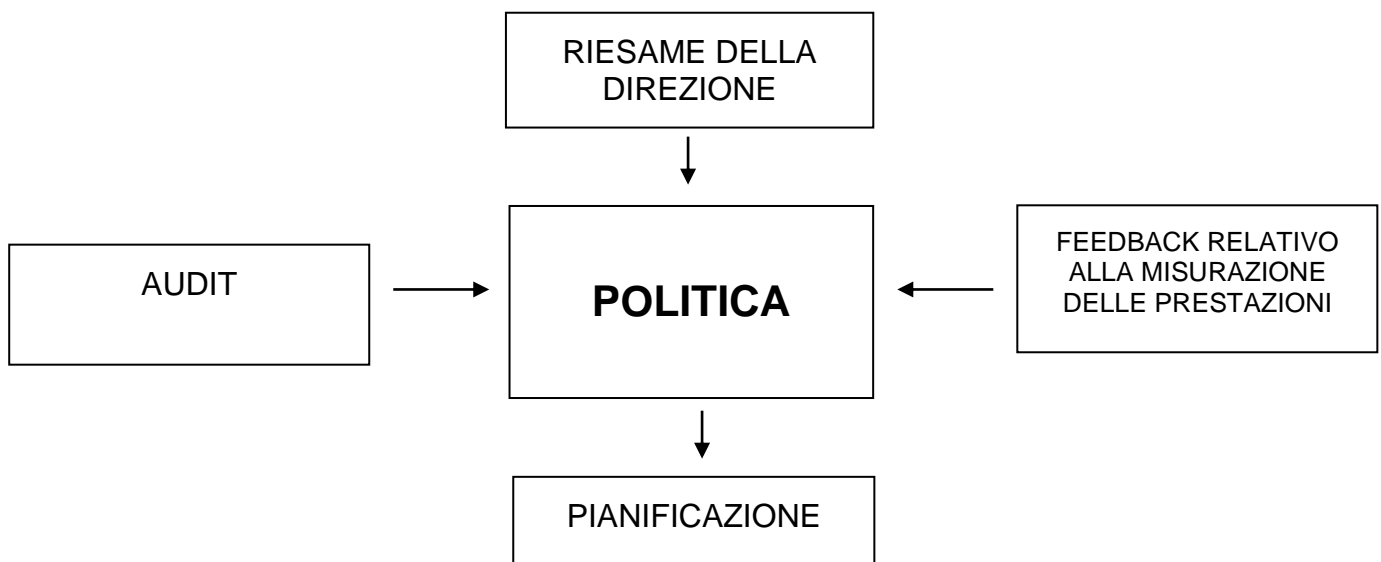 RIESAME DELLA
DIREZIONE
AUDIT
POLITICA
FEEDBACK RELATIVO
ALLA MISURAZIONE
DELLE PRESTAZIONI
PIANIFICAZIONE